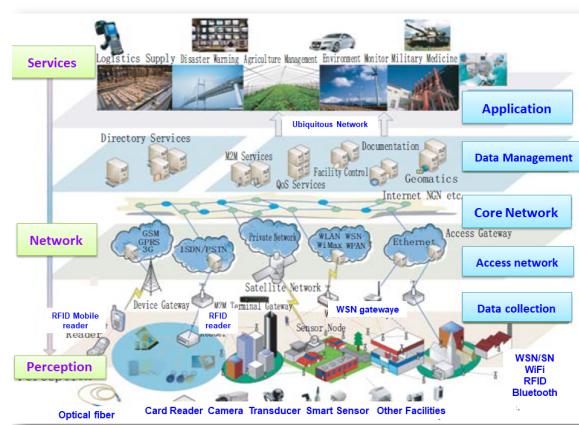 Services
Logistics Supply Disaster Warning Agriculture Management Environment Monitor Military Medicine
Application
Ubiquitous Network
Directory Services
M2M Services
QoS Services
Facility Control
Documentation
Geomatics
Data Management
Internet NGN etc.
Core Network
Network
GSM
GPRS
3G
ISDN/PSTN
Private Network
WLAN WSN
WiMax WPAN
Ethernet
Access Gateway
Access network
Satellite Network
Device Gateway
M2M Terminal Gateway
WSN gatewaye
Data collection
RFID Mobile
reader
Reader
RFID
reader
Sensor Node
Perception
WSN/SN
WiFi
RFID
Bluetooth
Optical fiber
Card Reader Camera Transducer Smart Sensor Other Facilities